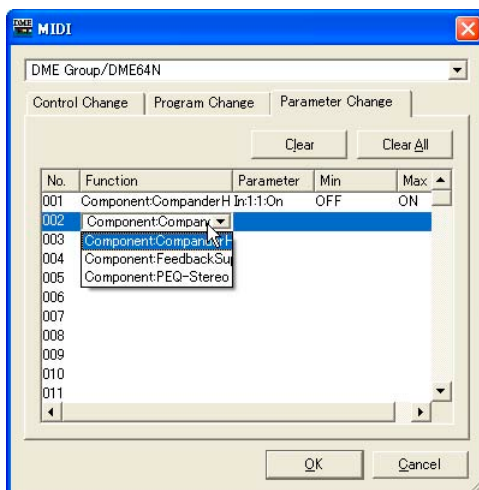 DME MIDI
DME Group/DME64N
Control Change Program Change Parameter Change
Clear Clear All
No. Function Parameter Min Max
001 Component:CompanderH In:1:1:On OFF ON
002 Component:Compan
003 Component:CompanderH
004 Component:FeedbackSu
005 Component:PEQ-Stereo
006
007
008
009
010
011
OK Cancel